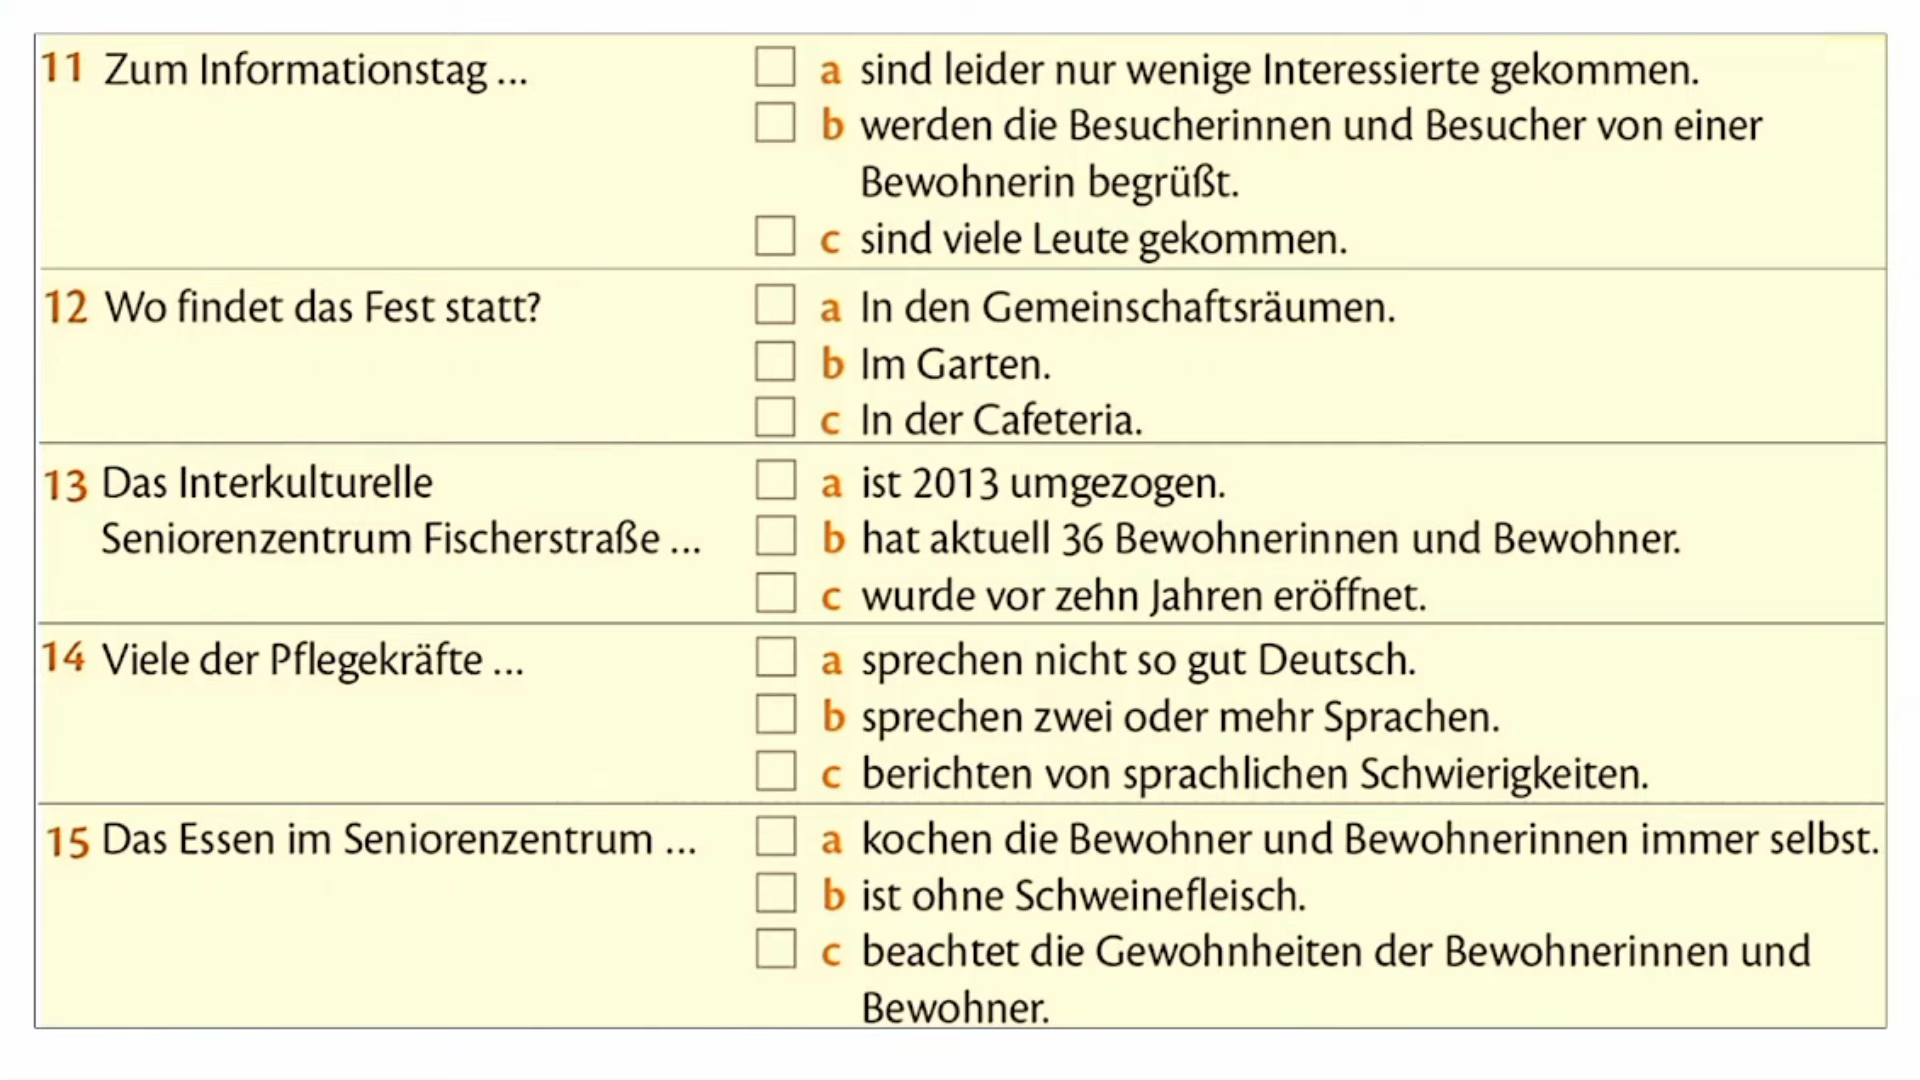 11 Zum Informationstag ...
a sind leider nur wenige Interessierte gekommen.
b werden die Besucherinnen und Besucher von einer
Bewohnerin begrüßt.
c sind viele Leute gekommen.
12 Wo findet das Fest statt?
a In den Gemeinschaftsräumen.
b Im Garten.
c In der Cafeteria.
13 Das Interkulturelle
Seniorenzentrum Fischerstraße ...
a ist 2013 umgezogen.
b hat aktuell 36 Bewohnerinnen und Bewohner.
c wurde vor zehn Jahren eröffnet.
14 Viele der Pflegekräfte ...
a sprechen nicht so gut Deutsch.
b sprechen zwei oder mehr Sprachen.
c berichten von sprachlichen Schwierigkeiten.
15 Das Essen im Seniorenzentrum ...
a kochen die Bewohner und Bewohnerinnen immer selbst.
b ist ohne Schweinefleisch.
c beachtet die Gewohnheiten der Bewohnerinnen und
Bewohner.